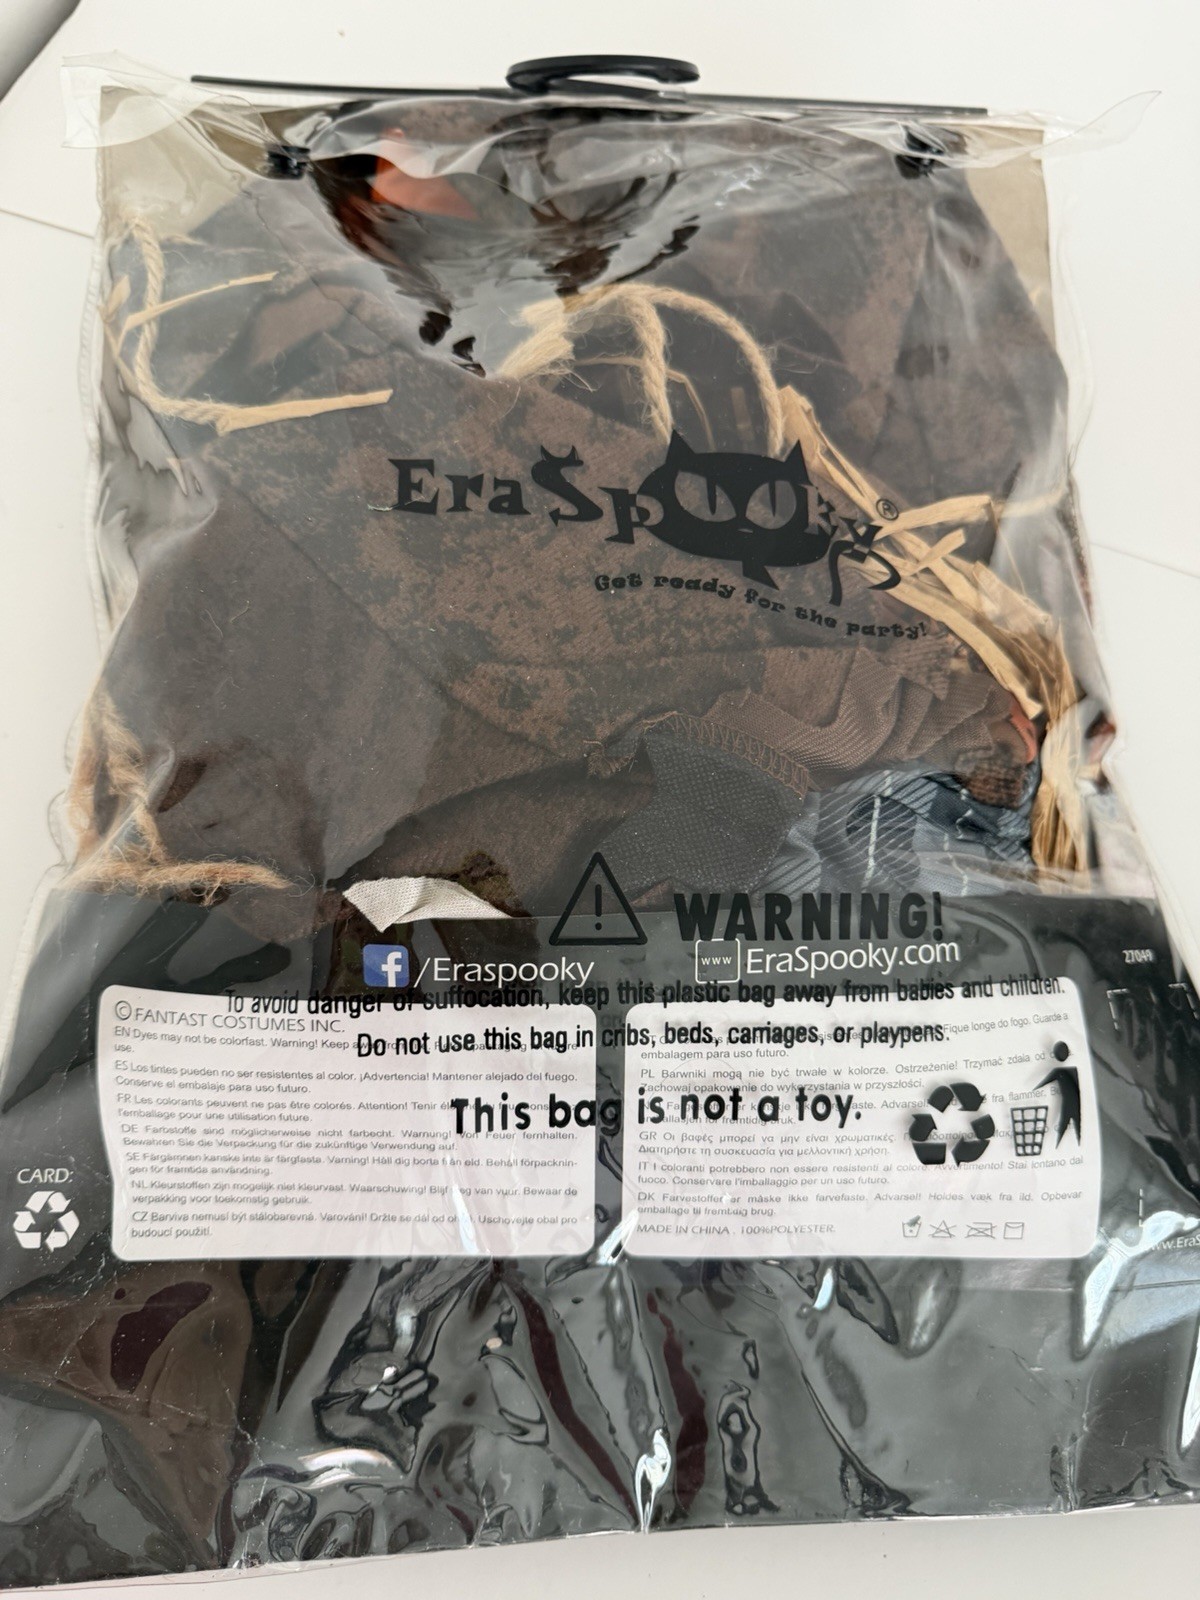 EraSpooky®
Get ready for the party!
WARNING!
/Eraspooky
www EraSpooky.com
27049
To avoid danger of suffocation, keep this plastic bag away from babies and children.
Do not use this bag in cribs, beds, carriages, or playpens.
This bag is not a toy.
© FANTAST COSTUMES INC.
EN Dyes may not be colorfast. Warning! Keep
use.
ES Los tintes pueden no ser resistentes al color. ¡Advertencia! Mantener alejado del fuego.
Conserve el embalaje para uso futuro.
FR Les colorants peuvent ne pas être colorés. Attention! Tenir
l'emballage pour une utilisation future.
DE Farbstoffe sind möglicherweise nicht farbecht. Warnung! Von Feuer fernhalten.
Bewahren Sie die Verpackung für die zukünftige Verwendung auf.
SE Färgämnen kanske inte är färgfasta. Varning! Håll dig borta från eld. Behåll förpacknin-
gen för framtida användning.
NL Kleurstoffen zijn mogelijk niet kleurvast. Waarschuwing! Blijf weg van vuur. Bewaar de
verpakking voor toekomstig gebruik.
CZ Barviva nemusí být stálobarevná. Varování! Držte se dál od Uschovejte obal pro
budoucí použití.
Fique longe do fogo. Guarde a
embalagem para uso futuro.
PL Barwniki mogą nie być trwałe w kolorze. Ostrzeżenie! Trzymać zdala od
Zachowaj opakowanie do wykorzystania w przyszłości.
fra flammer.
fremtidig bruk.
GR Οι βαφές μπορεί να μην είναι χρωματικές.
Διατηρήστε τη συσκευασία για μελλοντική χρήση.
IT I coloranti potrebbero non essere resistenti al colore. Avvertimento! Stai lontano dal
fuoco. Conservare l'imballaggio per un uso futuro.
DK Farvestoffer er måske ikke farvefaste. Advarsel! Holdes væk fra ild. Opbevar
emballage til fremtidig brug.
MADE IN CHINA . 100%POLYESTER.
CARD: